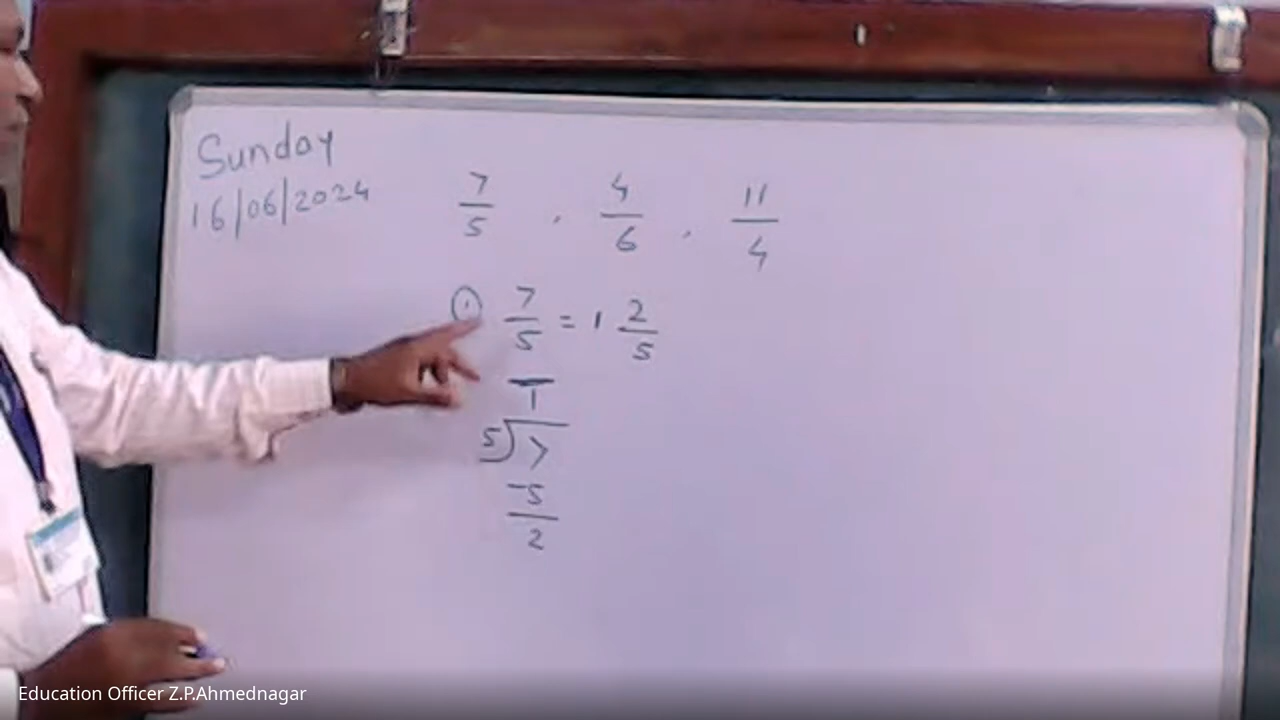 Sunday
16/06/2024
7/5 , 4/6 , 11/4
① 7/5 = 1 2/5
1
5)7
-5
2
Education Officer Z.P.Ahmednagar